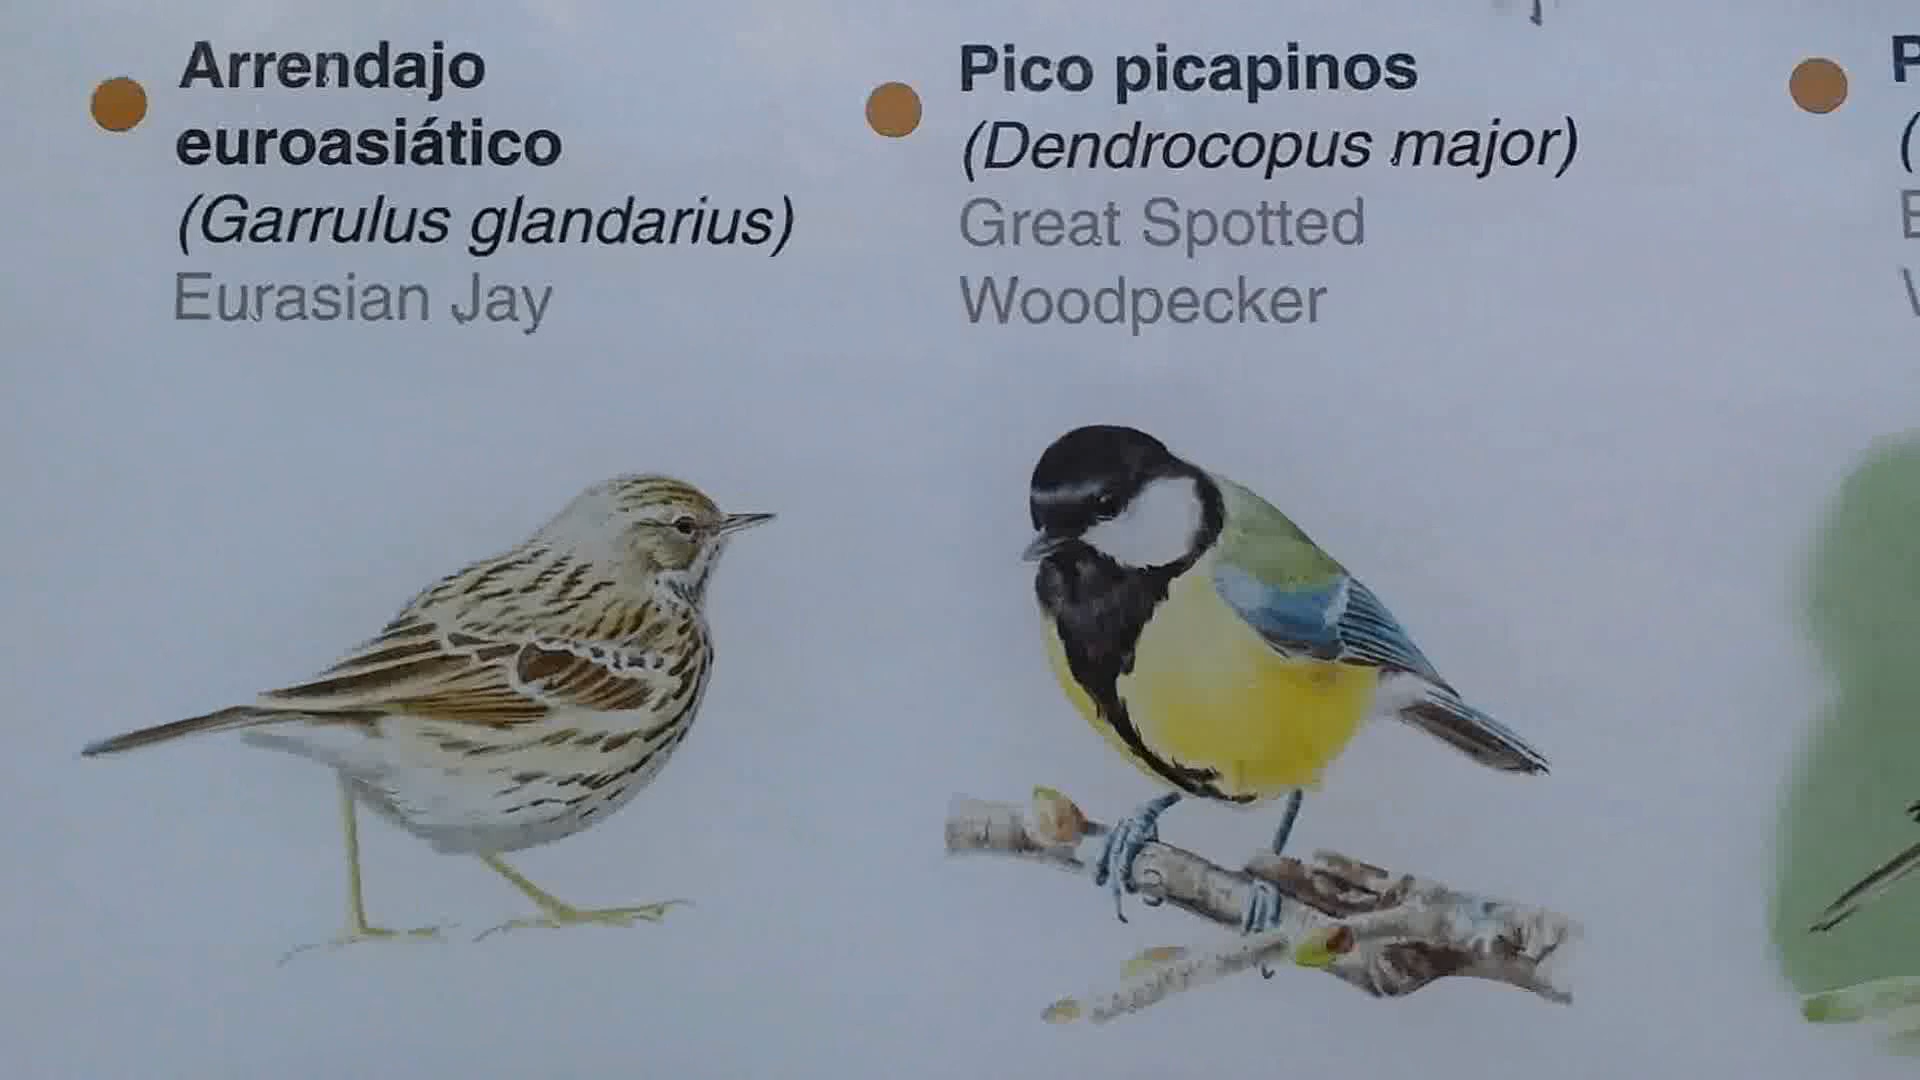 Arrendajo
euroasiático
(Garrulus glandarius)
Eurasian Jay
Pico picapinos
(Dendrocopus major)
Great Spotted
Woodpecker